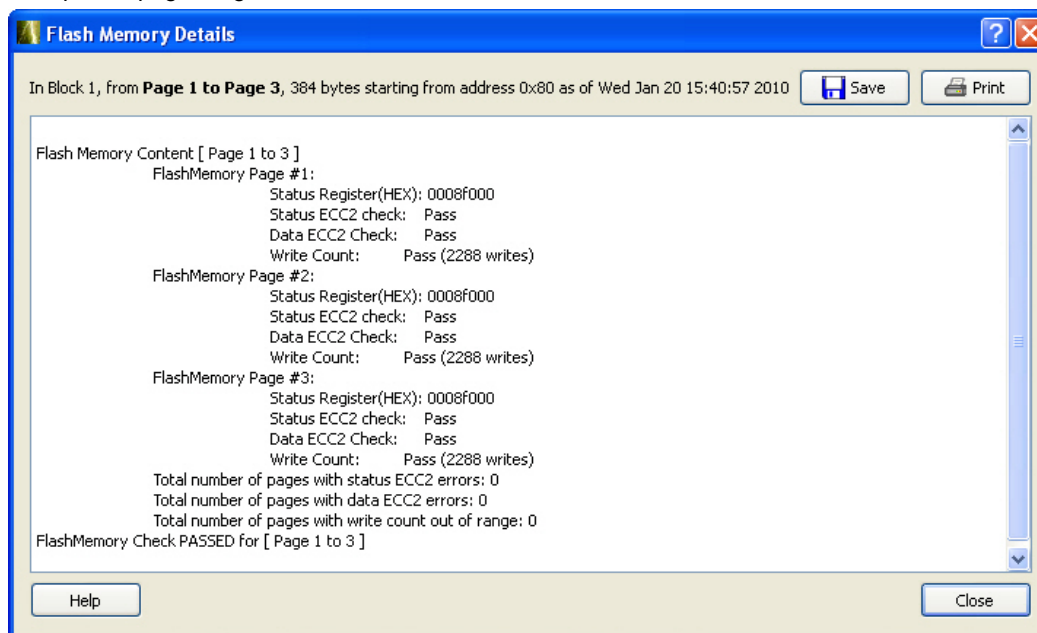 Flash Memory Details
In Block 1, from Page 1 to Page 3, 384 bytes starting from address 0x80 as of Wed Jan 20 15:40:57 2010 Save Print
Flash Memory Content [ Page 1 to 3 ]
FlashMemory Page #1:
Status Register(HEX): 0008f000
Status ECC2 check: Pass
Data ECC2 Check: Pass
Write Count: Pass (2288 writes)
FlashMemory Page #2:
Status Register(HEX): 0008f000
Status ECC2 check: Pass
Data ECC2 Check: Pass
Write Count: Pass (2288 writes)
FlashMemory Page #3:
Status Register(HEX): 0008f000
Status ECC2 check: Pass
Data ECC2 Check: Pass
Write Count: Pass (2288 writes)
Total number of pages with status ECC2 errors: 0
Total number of pages with data ECC2 errors: 0
Total number of pages with write count out of range: 0
FlashMemory Check PASSED for [ Page 1 to 3 ]
Help Close